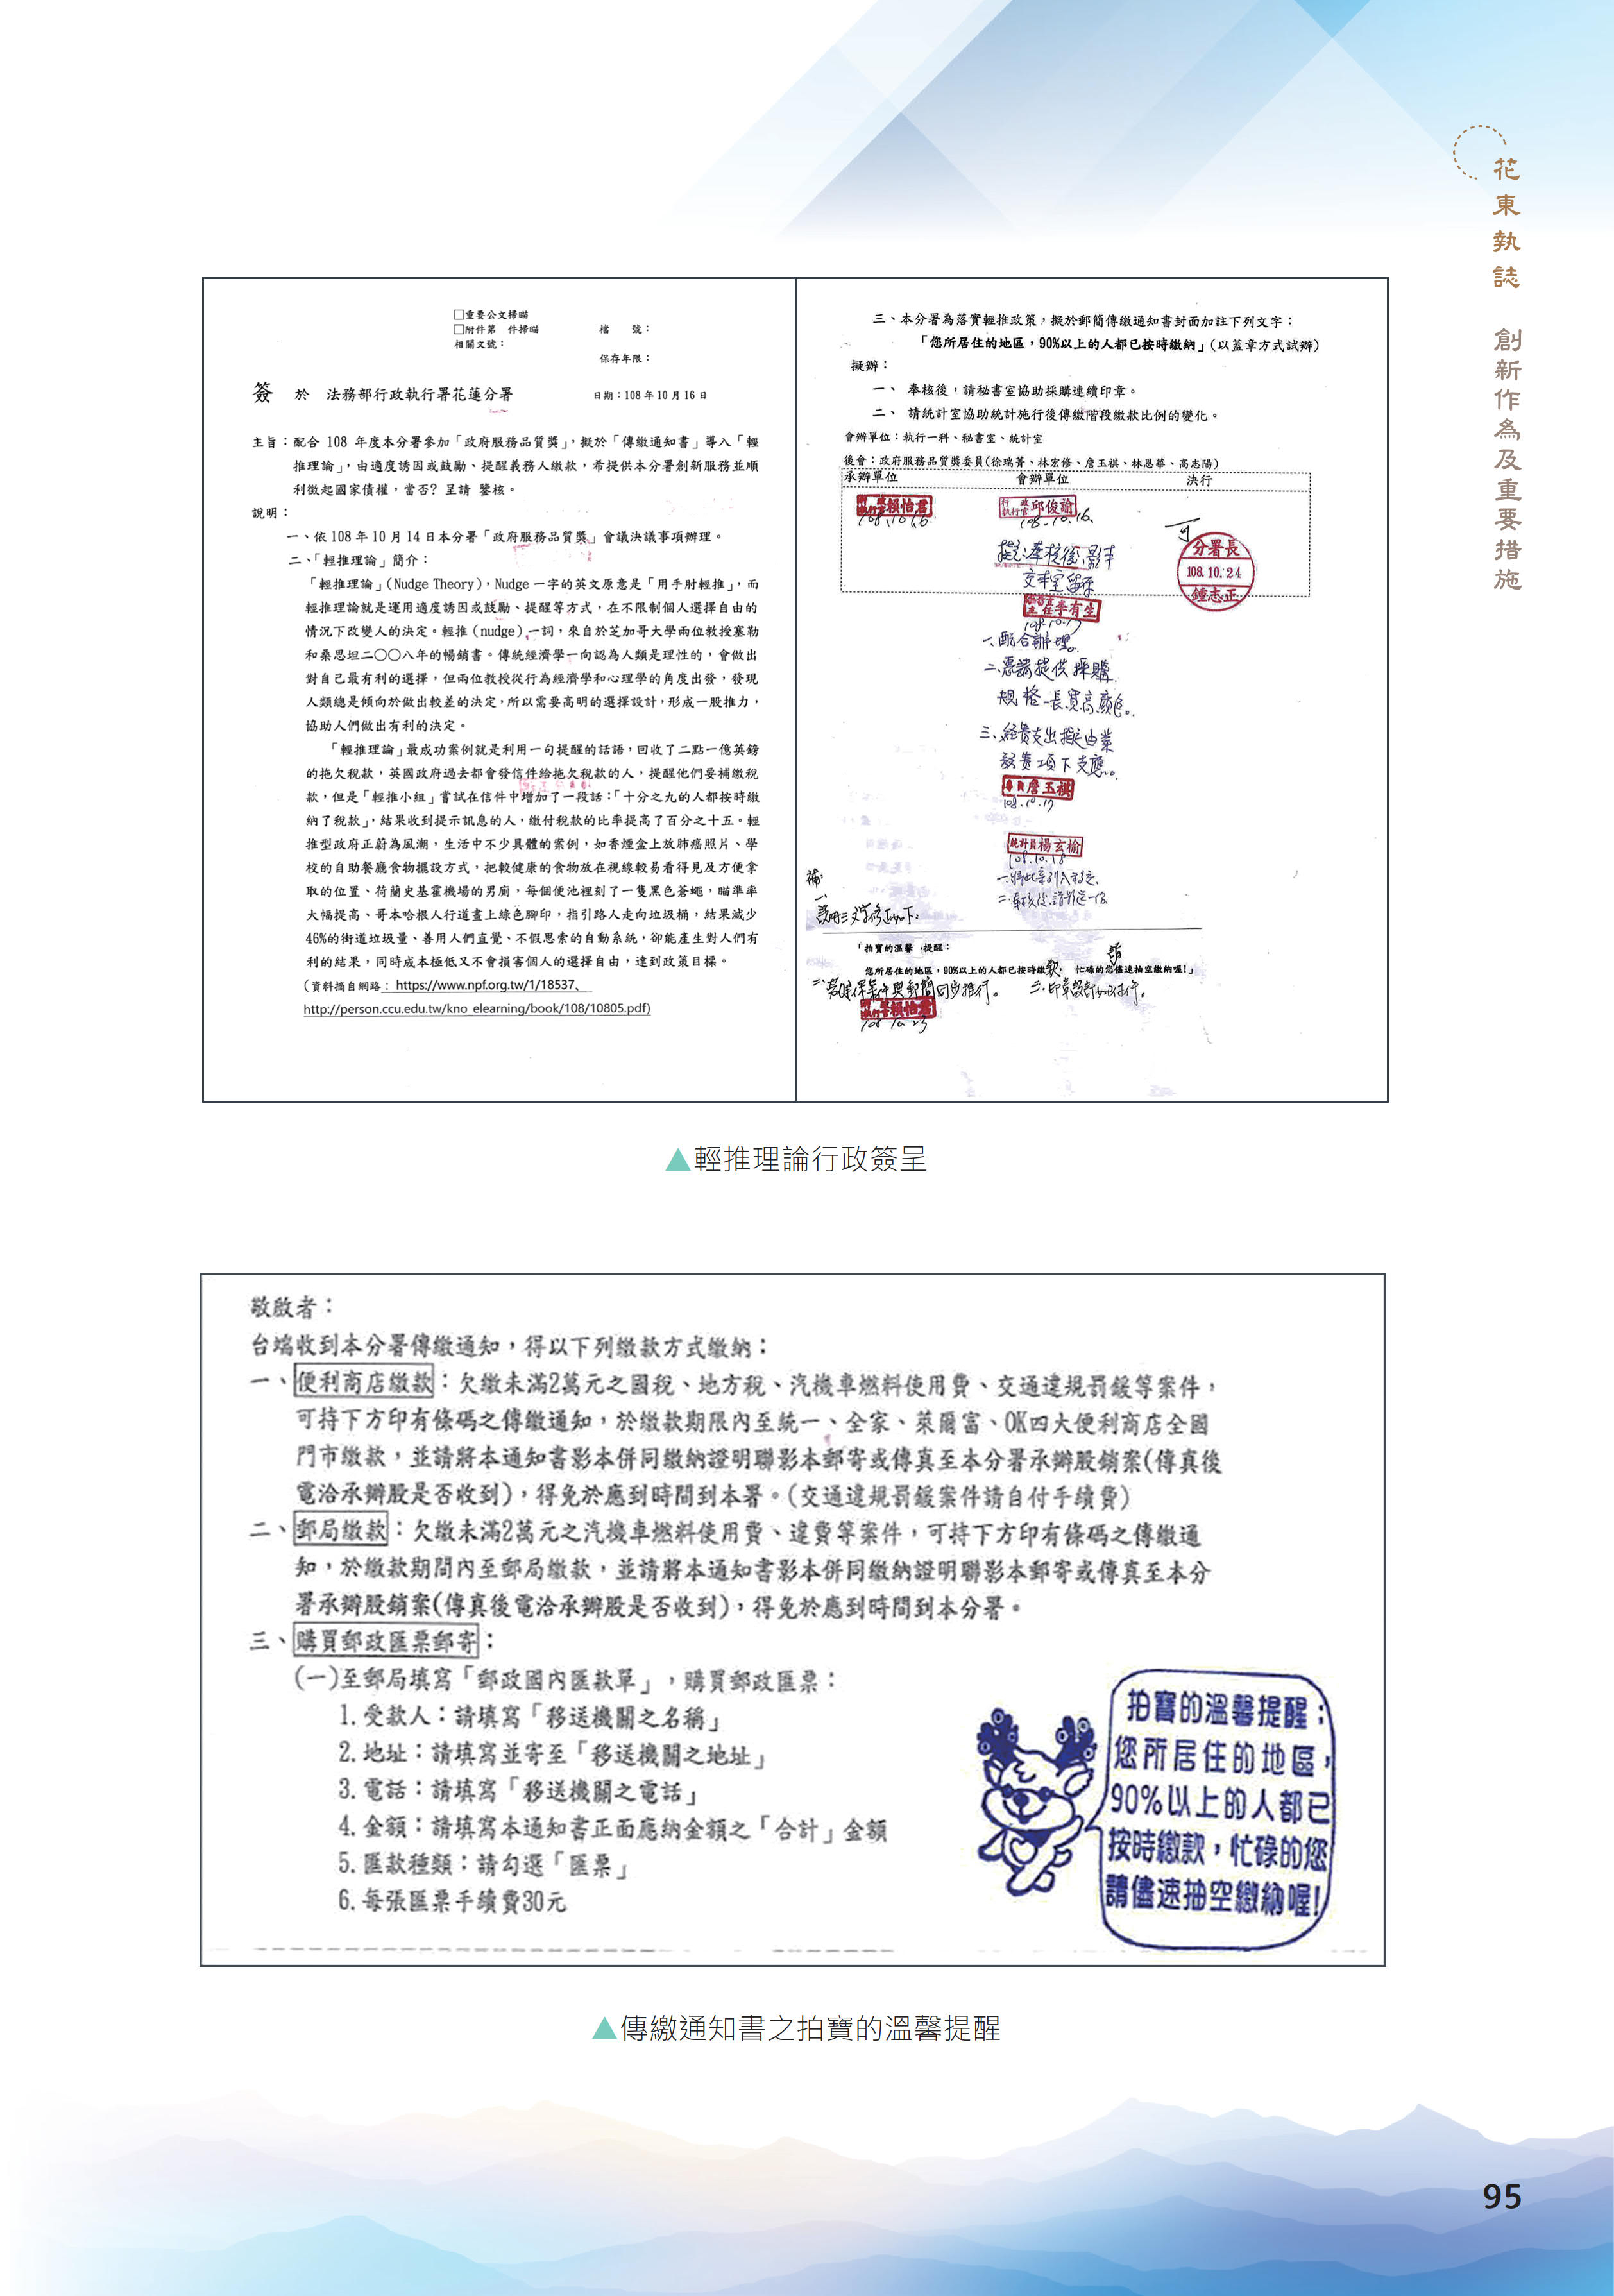 花東執誌 創新作為及重要措施
□重要公文掃瞄
□附件第 件掃瞄
相關文號：
檔 號：
保存年限：
簽 於 法務部行政執行署花蓮分署
日期：108 年 10 月 16 日
主旨：配合 108 年度本分署參加「政府服務品質獎」，擬於「傳繳通知書」導入「輕
推理論」，由適度誘因或鼓勵、提醒義務人繳款，希提供本分署創新服務並順
利徵起國家債權，當否？呈請 鑒核。
說明：
一、依 108 年 10 月 14 日本分署「政府服務品質獎」會議決議事項辦理。
二、「輕推理論」簡介：
「輕推理論」（Nudge Theory），Nudge 一字的英文原意是「用手肘輕推」，而
輕推理論就是運用適度誘因或鼓勵、提醒等方式，在不限制個人選擇自由的
情況下改變人的決定。輕推（nudge）一詞，來自於芝加哥大學兩位教授塞勒
和桑思坦二〇〇八年的暢銷書。傳統經濟學一向認為人類是理性的，會做出
對自己最有利的選擇，但兩位教授從行為經濟學和心理學的角度出發，發現
人類總是傾向於做出較差的決定，所以需要高明的選擇設計，形成一股推力，
協助人們做出有利的決定。
「輕推理論」最成功案例就是利用一句提醒的話語，回收了二點一億英鎊
的拖欠稅款，英國政府過去都會發信件給拖欠稅款的人，提醒他們要補繳稅
款，但是「輕推小組」嘗試在信件中增加了一段話：「十分之九的人都按時繳
納了稅款」，結果收到提示訊息的人，繳付稅款的比率提高了百分之十五。輕
推型政府正蔚為風潮，生活中不少具體的案例，如香煙盒上放肺癌照片、學
校的自助餐廳食物擺設方式，把較健康的食物放在視線較易看得見及方便拿
取的位置、荷蘭史基霍機場的男廁，每個便池裡刻了一隻黑色蒼蠅，瞄準率
大幅提高、哥本哈根人行道畫上綠色腳印，指引路人走向垃圾桶，結果減少
46%的街道垃圾量、善用人們直覺、不假思索的自動系統，卻能產生對人們有
利的結果，同時成本極低又不會損害個人的選擇自由，達到政策目標。
（資料摘自網路：https://www.npf.org.tw/1/18537、
http://person.ccu.edu.tw/kno elearning/book/108/10805.pdf)
三、本分署為落實輕推政策，擬於郵簡傳繳通知書封面加註下列文字：
「您所居住的地區，90%以上的人都已按時繳納」（以蓋章方式試辦）
擬辦：
一、 奉核後，請秘書室協助採購連續印章。
二、 請統計室協助統計施行後傳繳階段繳款比例的變化。
會辦單位：執行一科、秘書室、統計室
後會：政府服務品質獎委員（徐瑞菁、林宏修、詹玉祺、林恩華、高志陽）
承辦單位 會辦單位 決行
賴怡君
108.10.16
行政執行官 邱俊諭
108.10.16
可
分署長
108.10.24
鍾志正
擬：奉核後，影本
交本室留存
主任 李有生
108.10.17
一、配合辦理。
二、惠請提供採購
規格-長寬高顏色。
三、經費支出擬由業
務費項下支應。
詹玉祺
108.10.17
統計員 楊玄榆
108.10.18
補：
一、
說明三文字修正如下：
「拍寶的溫馨 提醒：
您所居住的地區，90%以上的人都已按時繳款， 忙碌的您請儘速抽空繳納喔！」
賴怡君
108.10.23
▲輕推理論行政簽呈
敬啟者：
台端收到本分署傳繳通知，得以下列繳款方式繳納：
一、便利商店繳款：欠繳未滿2萬元之國稅、地方稅、汽機車燃料使用費、交通違規罰鍰等案件，
可持下方印有條碼之傳繳通知，於繳款期限內至統一、全家、萊爾富、OK四大便利商店全國
門市繳款，並請將本通知書影本併同繳納證明聯影本郵寄或傳真至本分署承辦股銷案(傳真後
電洽承辦股是否收到)，得免於應到時間到本署。(交通違規罰鍰案件請自付手續費)
二、郵局繳款：欠繳未滿2萬元之汽機車燃料使用費、違費等案件，可持下方印有條碼之傳繳通
知，於繳款期間內至郵局繳款，並請將本通知書影本併同繳納證明聯影本郵寄或傳真至本分
署承辦股銷案(傳真後電洽承辦股是否收到)，得免於應到時間到本分署。
三、購買郵政匯票郵寄：
(一)至郵局填寫「郵政國內匯款單」，購買郵政匯票：
1.受款人：請填寫「移送機關之名稱」
2.地址：請填寫並寄至「移送機關之地址」
3.電話：請填寫「移送機關之電話」
4.金額：請填寫本通知書正面應納金額之「合計」金額
5.匯款種類：請勾選「匯票」
6.每張匯票手續費30元
拍寶的溫馨提醒：
您所居住的地區，
90%以上的人都已
按時繳款，忙碌的您
請儘速抽空繳納喔！
▲傳繳通知書之拍寶的溫馨提醒
95